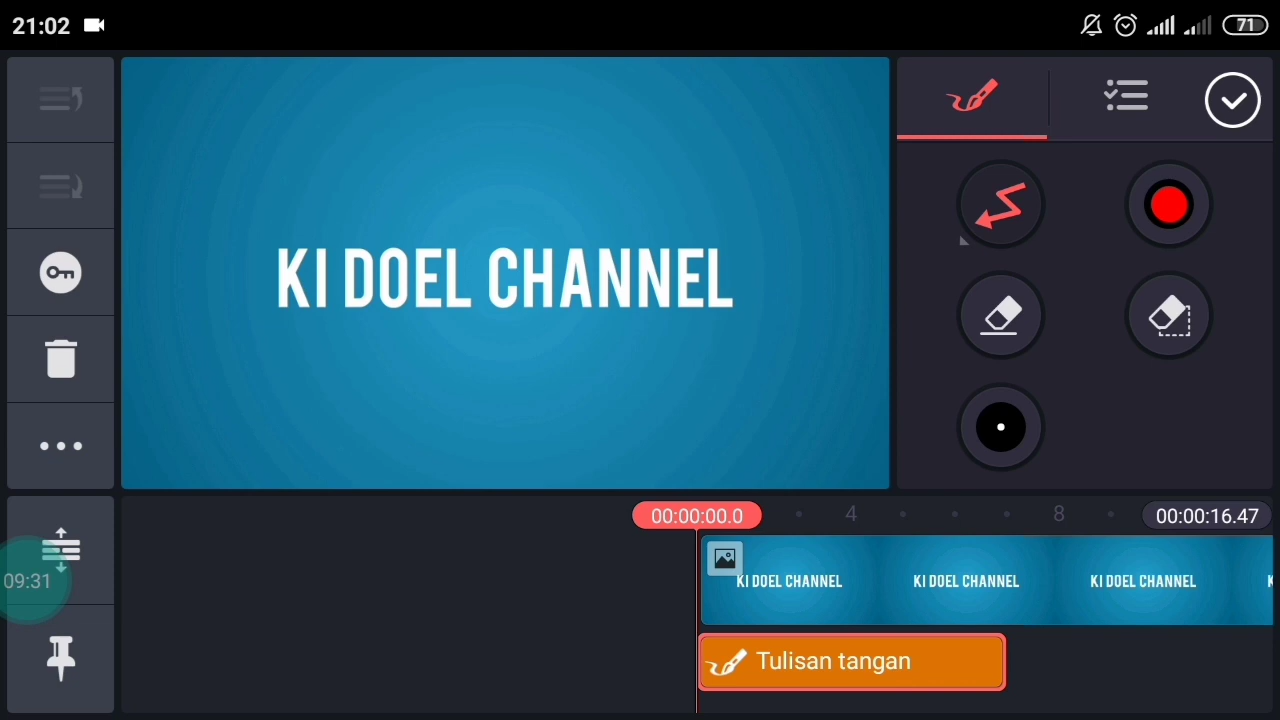 21:02
71
KI DOEL CHANNEL
00:00:00.0
4
8
00:00:16.47
09:31
KI DOEL CHANNEL
KI DOEL CHANNEL
KI DOEL CHANNEL
K
Tulisan tangan